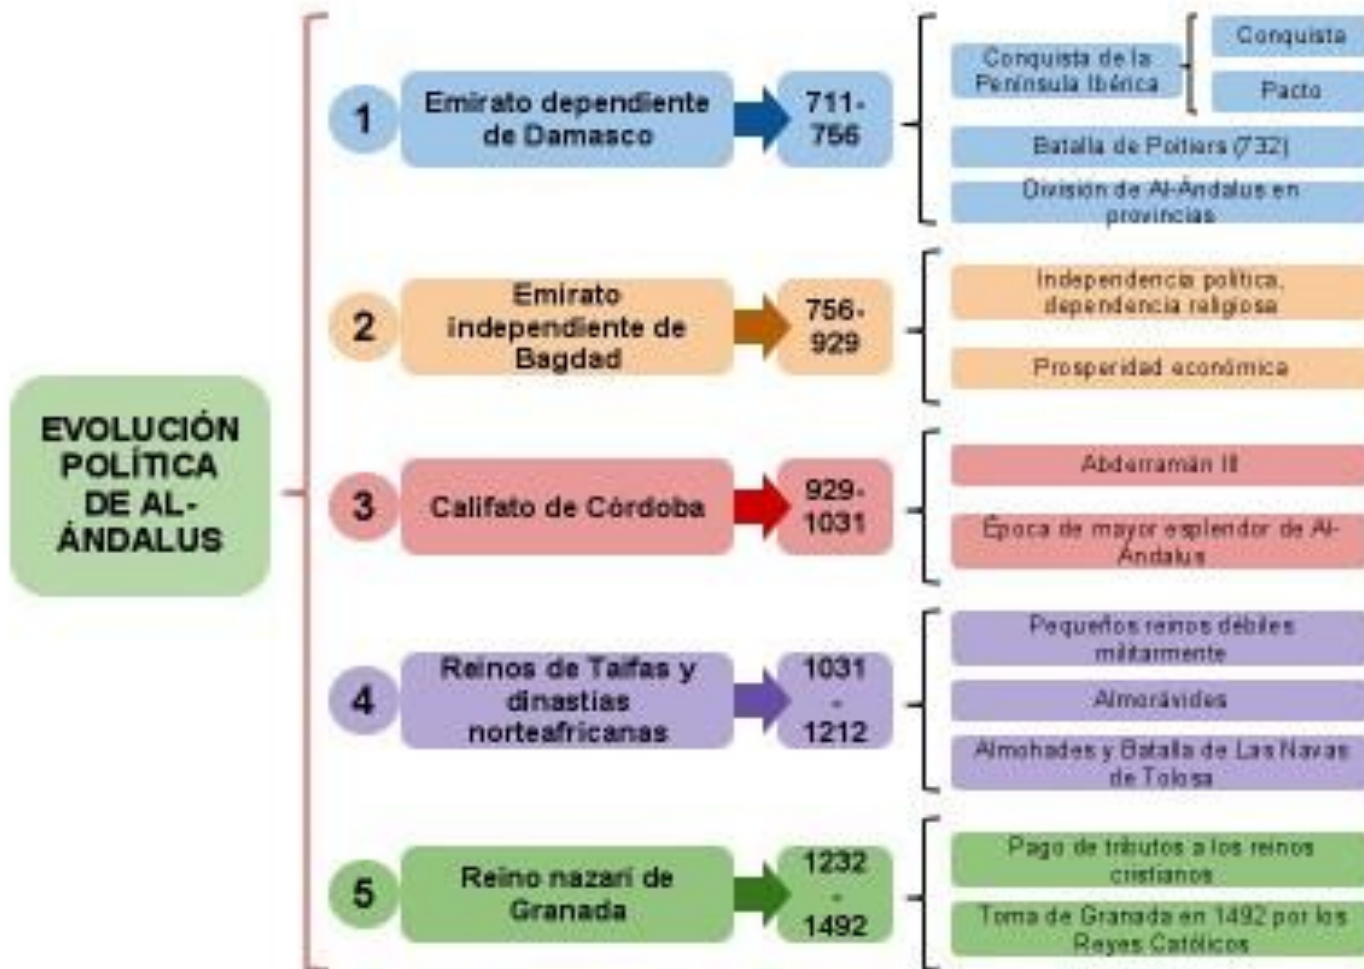 EVOLUCIÓN
POLÍTICA
DE AL-
ÁNDALUS
1
Emirato dependiente
de Damasco
711-
756
Conquista de la
Península Ibérica
Conquista
Pacto
Batalla de Poitiers (732)
División de Al-Ándalus en
provincias
2
Emirato
independiente de
Bagdad
756-
929
Independencia política,
dependencia religiosa
Prosperidad económica
3
Califato de Córdoba
929-
1031
Abderramán III
Época de mayor esplendor de Al-
Ándalus
4
Reinos de Taifas y
dinastías
norteafricanas
1031
-
1212
Pequeños reinos débiles
militarmente
Almorávides
Almohades y Batalla de Las Navas
de Tolosa
5
Reino nazarí de
Granada
1232
-
1492
Pago de tributos a los reinos
cristianos
Toma de Granada en 1492 por los
Reyes Católicos